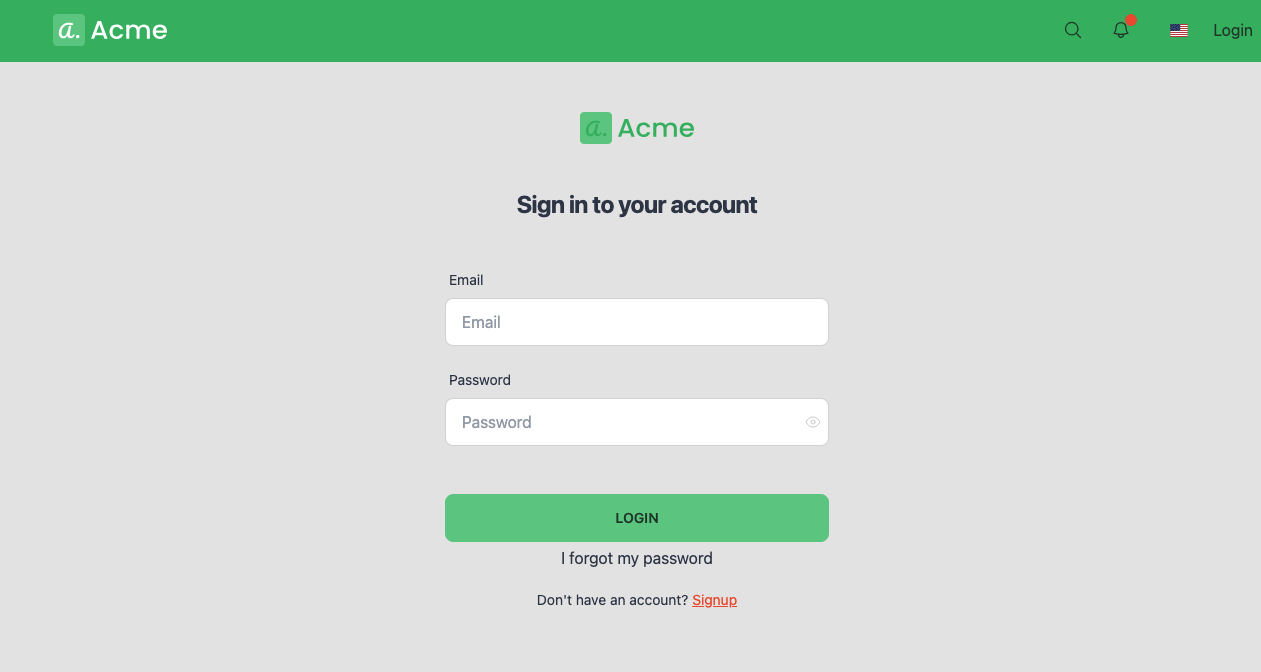 a. Acme
Login
a. Acme
Sign in to your account
Email
Email
Password
Password
LOGIN
I forgot my password
Don't have an account? Signup